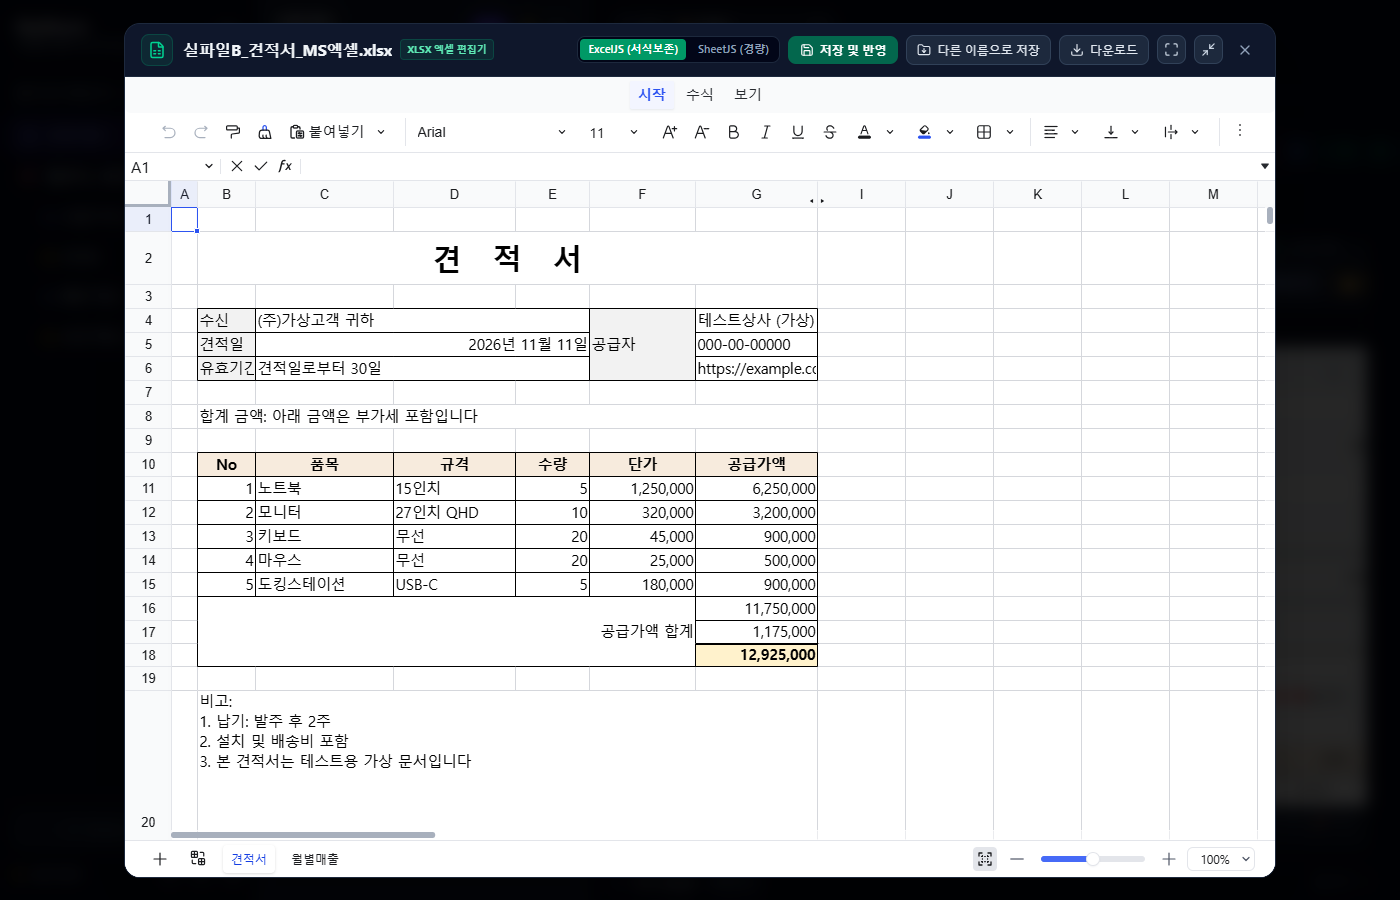 실파일B_견적서_MS엑셀.xlsx XLSX 엑셀 편집기 ExcelJS (서식보존) SheetJS (경량) 저장 및 반영 다른 이름으로 저장 다운로드
시작 수식 보기
붙여넣기 Arial 11
A1 fx
A B C D E F G I J K L M
1
2 견 적 서
3
4 수신 (주)가상고객 귀하 테스트상사 (가상)
5 견적일 2026년 11월 11일 공급자 000-00-00000
6 유효기간 견적일로부터 30일 https://example.co
7
8 합계 금액: 아래 금액은 부가세 포함입니다
9
10 No 품목 규격 수량 단가 공급가액
11 1 노트북 15인치 5 1,250,000 6,250,000
12 2 모니터 27인치 QHD 10 320,000 3,200,000
13 3 키보드 무선 20 45,000 900,000
14 4 마우스 무선 20 25,000 500,000
15 5 도킹스테이션 USB-C 5 180,000 900,000
16 11,750,000
17 공급가액 합계 1,175,000
18 12,925,000
19
비고:
1. 납기: 발주 후 2주
2. 설치 및 배송비 포함
3. 본 견적서는 테스트용 가상 문서입니다
20
견적서 월별매출 100%